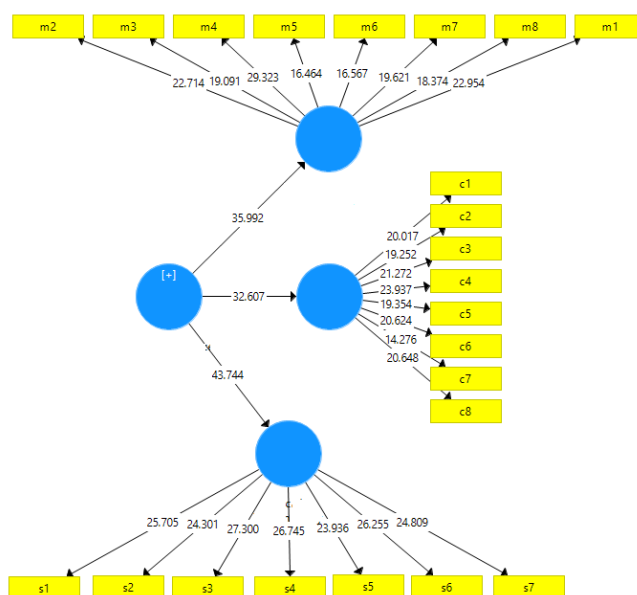 m2 m3 m4 m5 m6 m7 m8 m1
22.714 19.091 29.323 16.464 16.567 19.621 18.374 22.954
35.992
c1
c2
c3
c4
c5
c6
c7
c8
20.017
19.252
21.272
23.937
19.354
20.624
14.276
20.648
[+]
32.607
43.744
25.705 24.301 27.300 26.745 23.936 26.255 24.809
s1 s2 s3 s4 s5 s6 s7